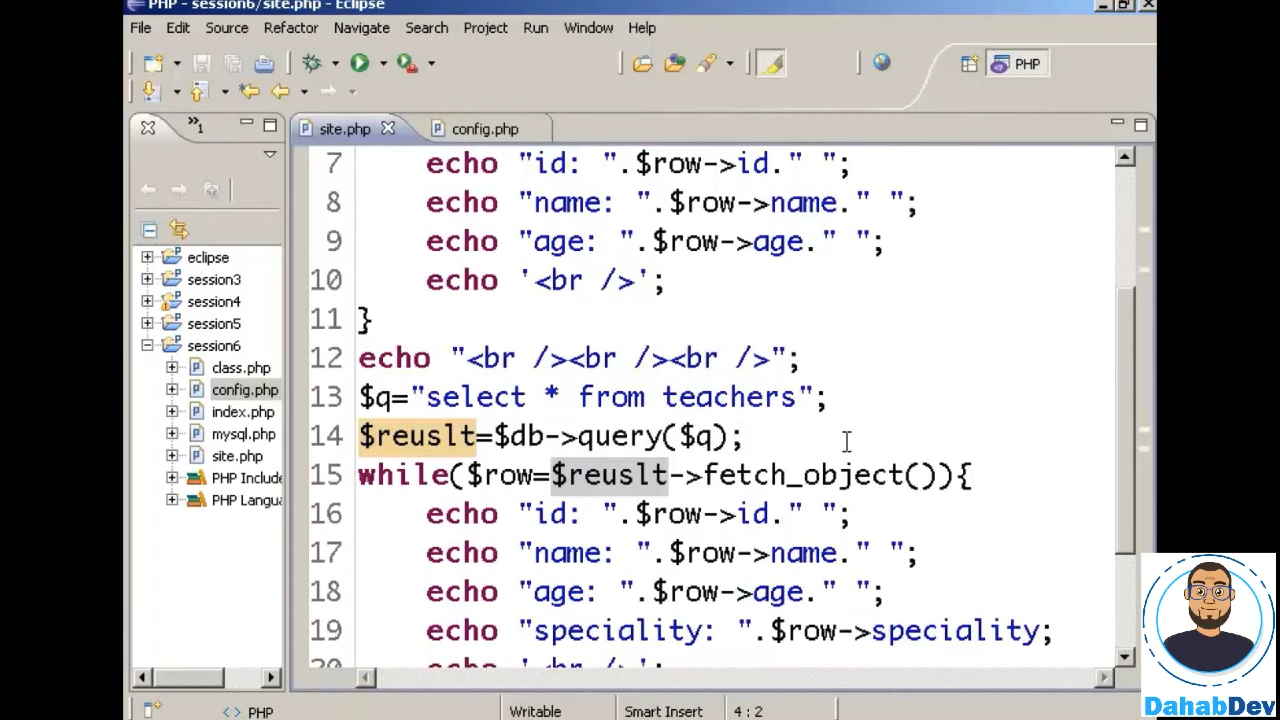 PHP - session6/site.php - Eclipse
File Edit Source Refactor Navigate Search Project Run Window Help
PHP
»1
site.php config.php
7 echo "id: ".$row->id." ";
8 echo "name: ".$row->name." ";
9 echo "age: ".$row->age." ";
10 echo '<br />';
11 }
12 echo "<br /><br /><br />";
13 $q="select * from teachers";
14 $reuslt=$db->query($q);
15 while($row=$reuslt->fetch_object()){
16 echo "id: ".$row->id." ";
17 echo "name: ".$row->name." ";
18 echo "age: ".$row->age." ";
19 echo "speciality: ".$row->speciality;
20 echo '<br />';
eclipse
session3
session4
session5
session6
class.php
config.php
index.php
mysql.php
site.php
PHP Include
PHP Langua
PHP Writable Smart Insert 4 : 2
DahabDev